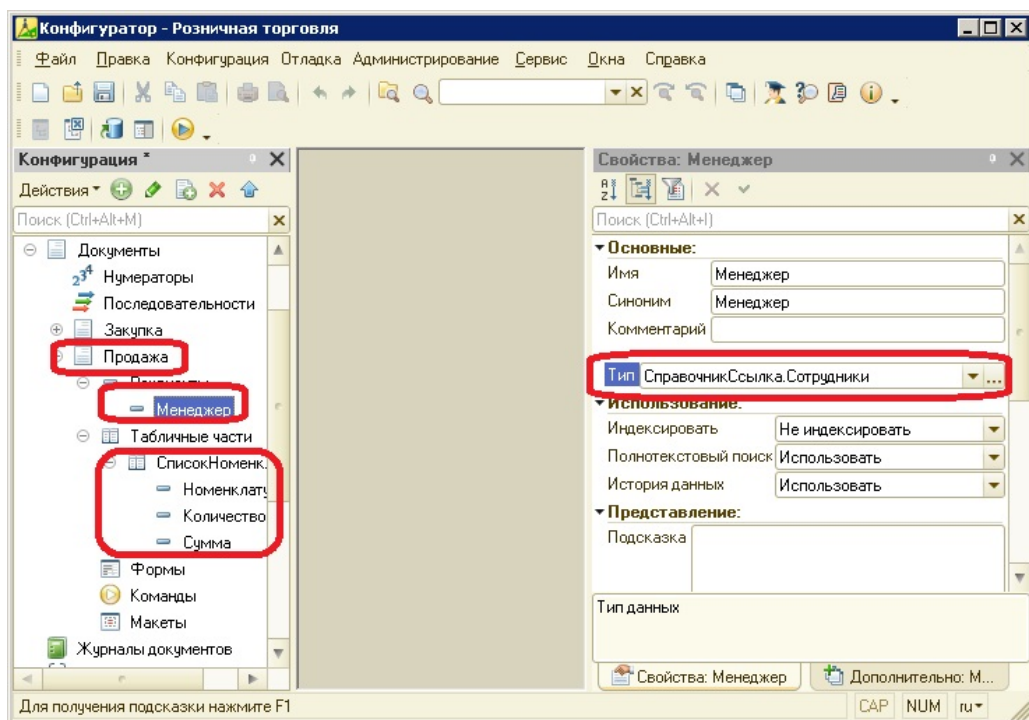 Конфигуратор - Розничная торговля
Файл Правка Конфигурация Отладка Администрирование Сервис Окна Справка
Конфигурация *
Действия
Поиск (Ctrl+Alt+M)
Документы
Нумераторы
Последовательности
Закупка
Продажа
Менеджер
Табличные части
СписокНоменк
Номенклату
Количество
Сумма
Формы
Команды
Макеты
Журналы документов
Свойства: Менеджер
Поиск (Ctrl+Alt+I)
Основные:
Имя Менеджер
Синоним Менеджер
Комментарий
Тип СправочникСсылка.Сотрудники ...
Использование:
Индексировать Не индексировать
Полнотекстовый поиск Использовать
История данных Использовать
Представление:
Подсказка
Тип данных
Свойства: Менеджер Дополнительно: М...
Для получения подсказки нажмите F1 CAP NUM ru